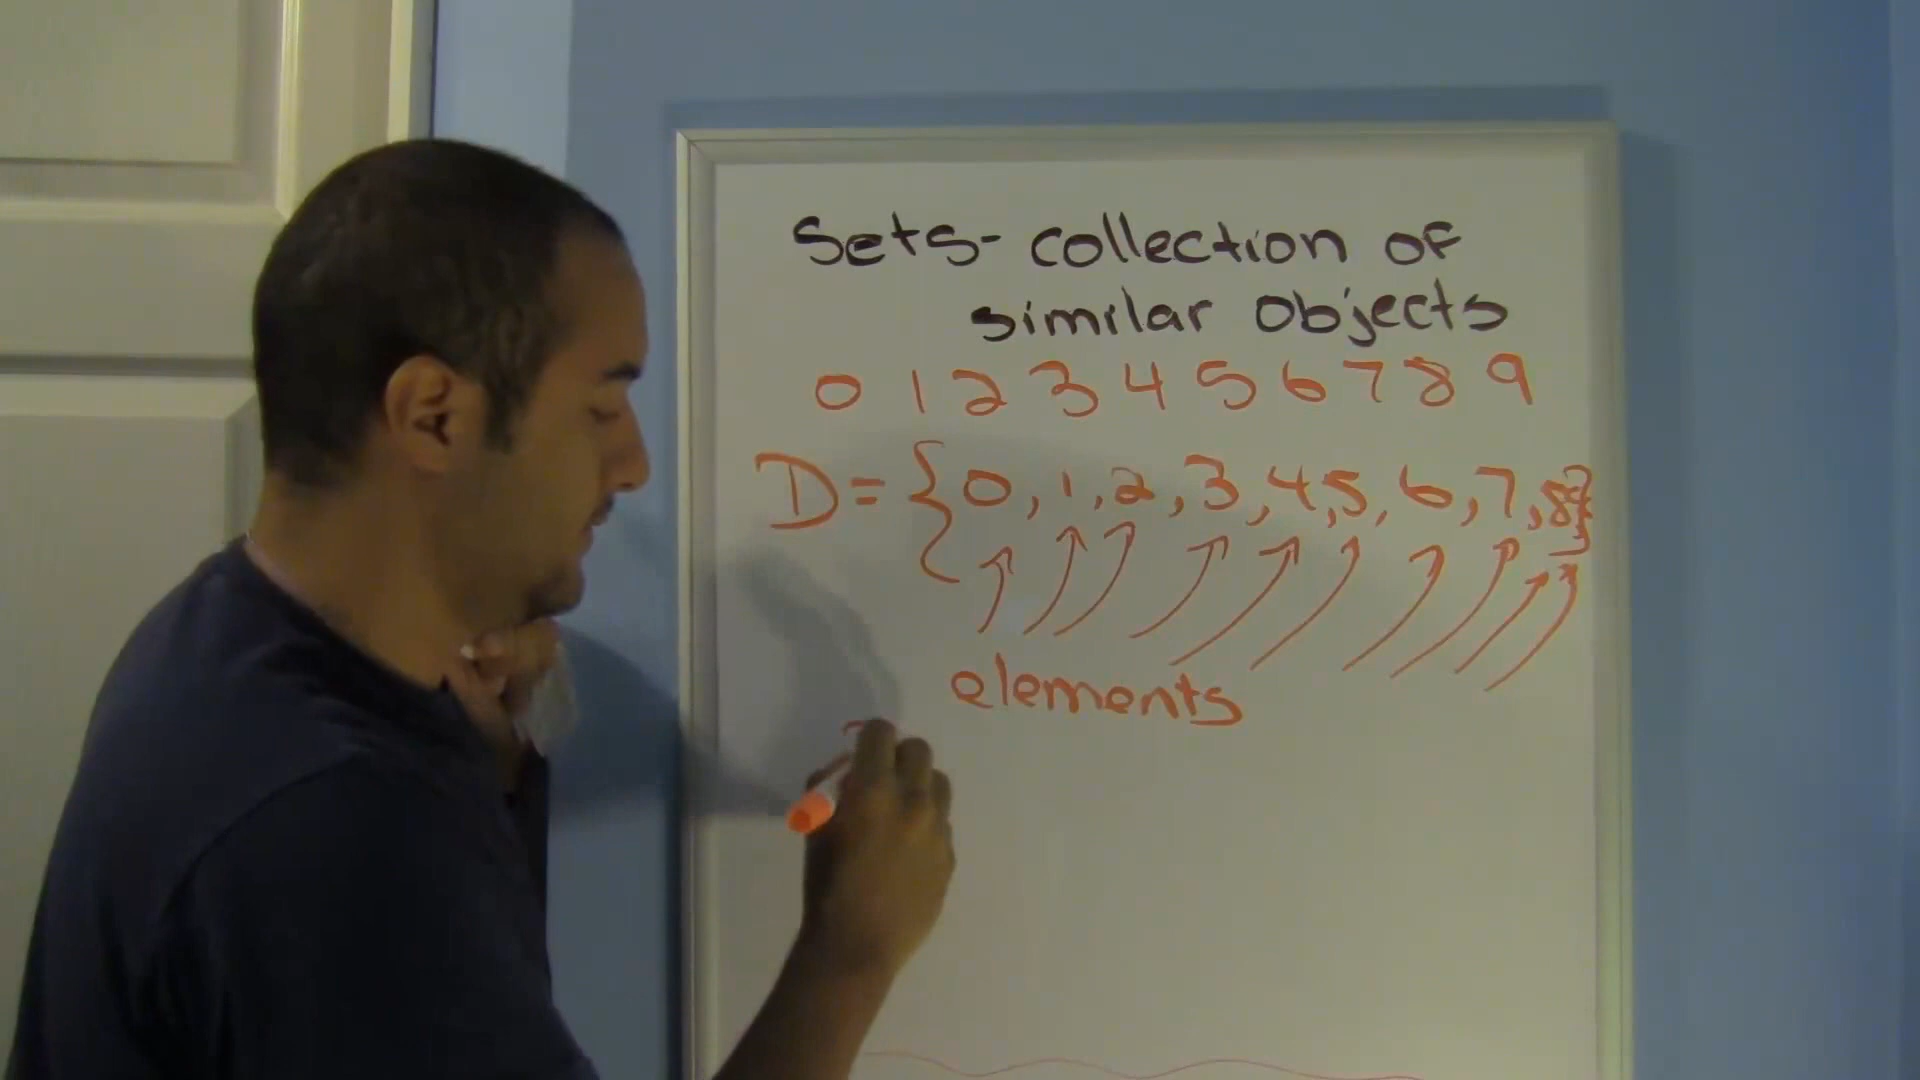 Sets- collection of
similar objects
0 1 2 3 4 5 6 7 8 9
D = {0, 1, 2, 3, 4, 5, 6, 7, 8
elements